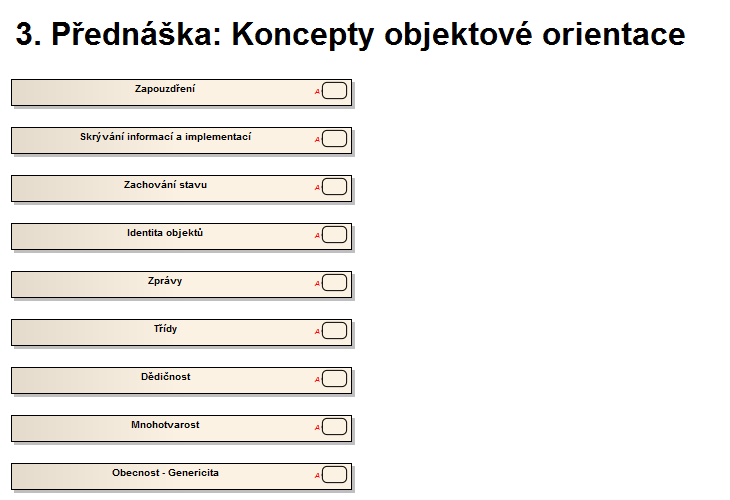 3. Přednáška: Koncepty objektové orientace
Zapouzdření
A
Skrývání informací a implementací
A
Zachování stavu
A
Identita objektů
A
Zprávy
A
Třídy
A
Dědičnost
A
Mnohotvarost
A
Obecnost - Genericita
A